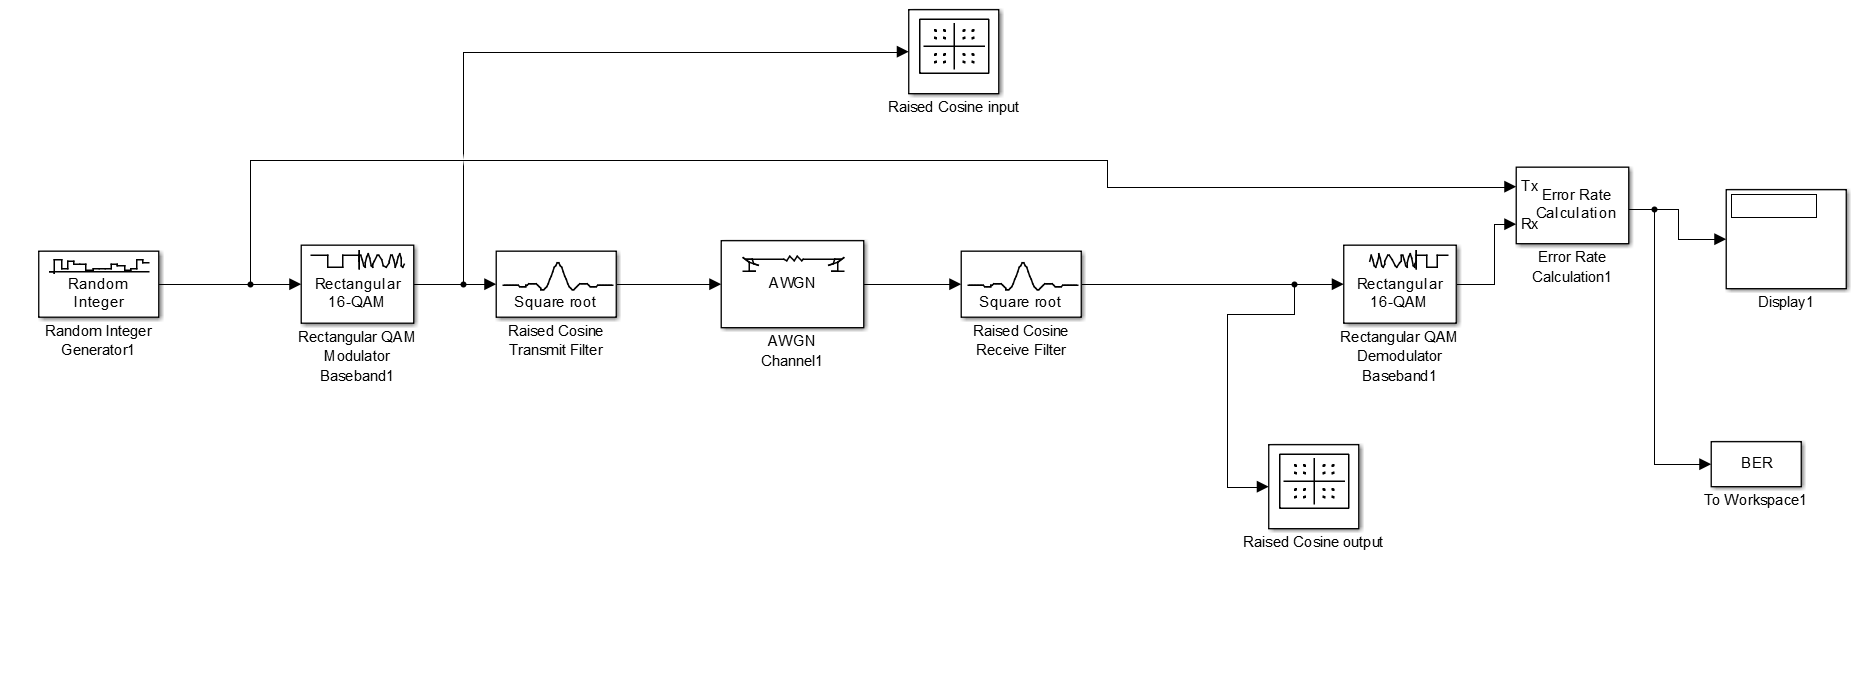 Raised Cosine input
Tx
Error Rate
Calculation
Rx
Error Rate
Calculation1
Random
Integer
Random Integer
Generator1
Rectangular
16-QAM
Rectangular QAM
Modulator
Baseband1
Square root
Raised Cosine
Transmit Filter
AWGN
AWGN
Channel1
Square root
Raised Cosine
Receive Filter
Rectangular
16-QAM
Rectangular QAM
Demodulator
Baseband1
Display1
BER
To Workspace1
Raised Cosine output